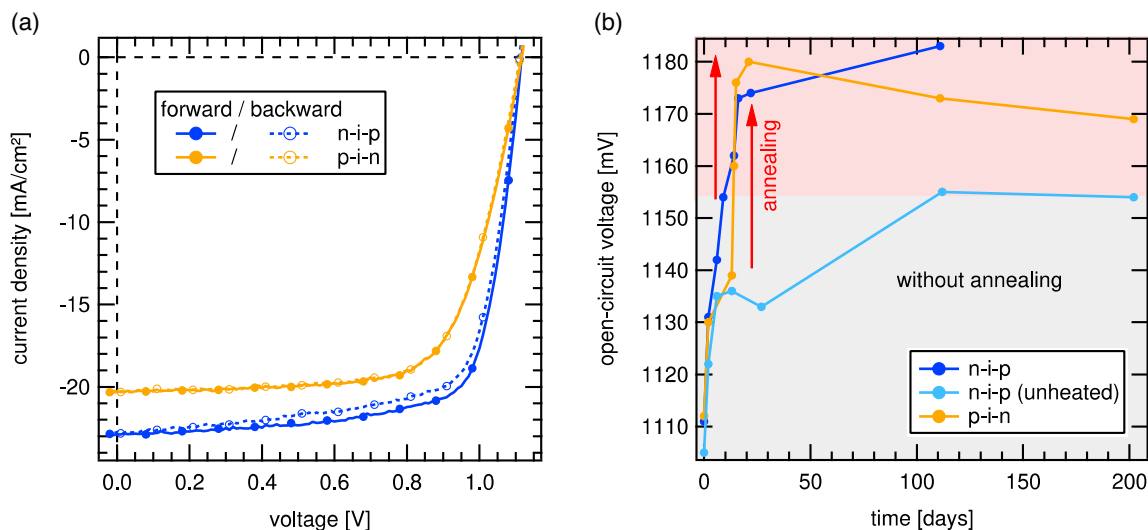 (a)
current density [mA/cm²]
0
−5
−10
−15
−20
forward / backward
/ n-i-p
/ p-i-n
0.0 0.2 0.4 0.6 0.8 1.0
voltage [V]
(b)
open-circuit voltage [mV]
1180
1170
1160
1150
1140
1130
1120
1110
annealing
without annealing
n-i-p
n-i-p (unheated)
p-i-n
0 50 100 150 200
time [days]